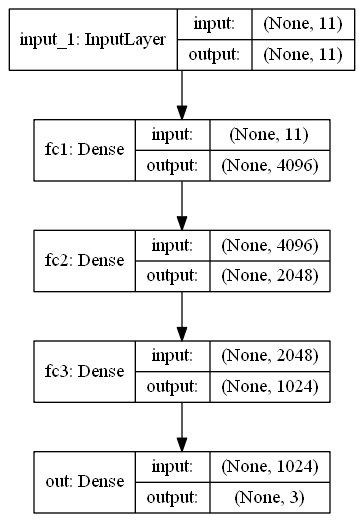 input_1: InputLayer
input: (None, 11)
output: (None, 11)
fc1: Dense
input: (None, 11)
output: (None, 4096)
fc2: Dense
input: (None, 4096)
output: (None, 2048)
fc3: Dense
input: (None, 2048)
output: (None, 1024)
out: Dense
input: (None, 1024)
output: (None, 3)